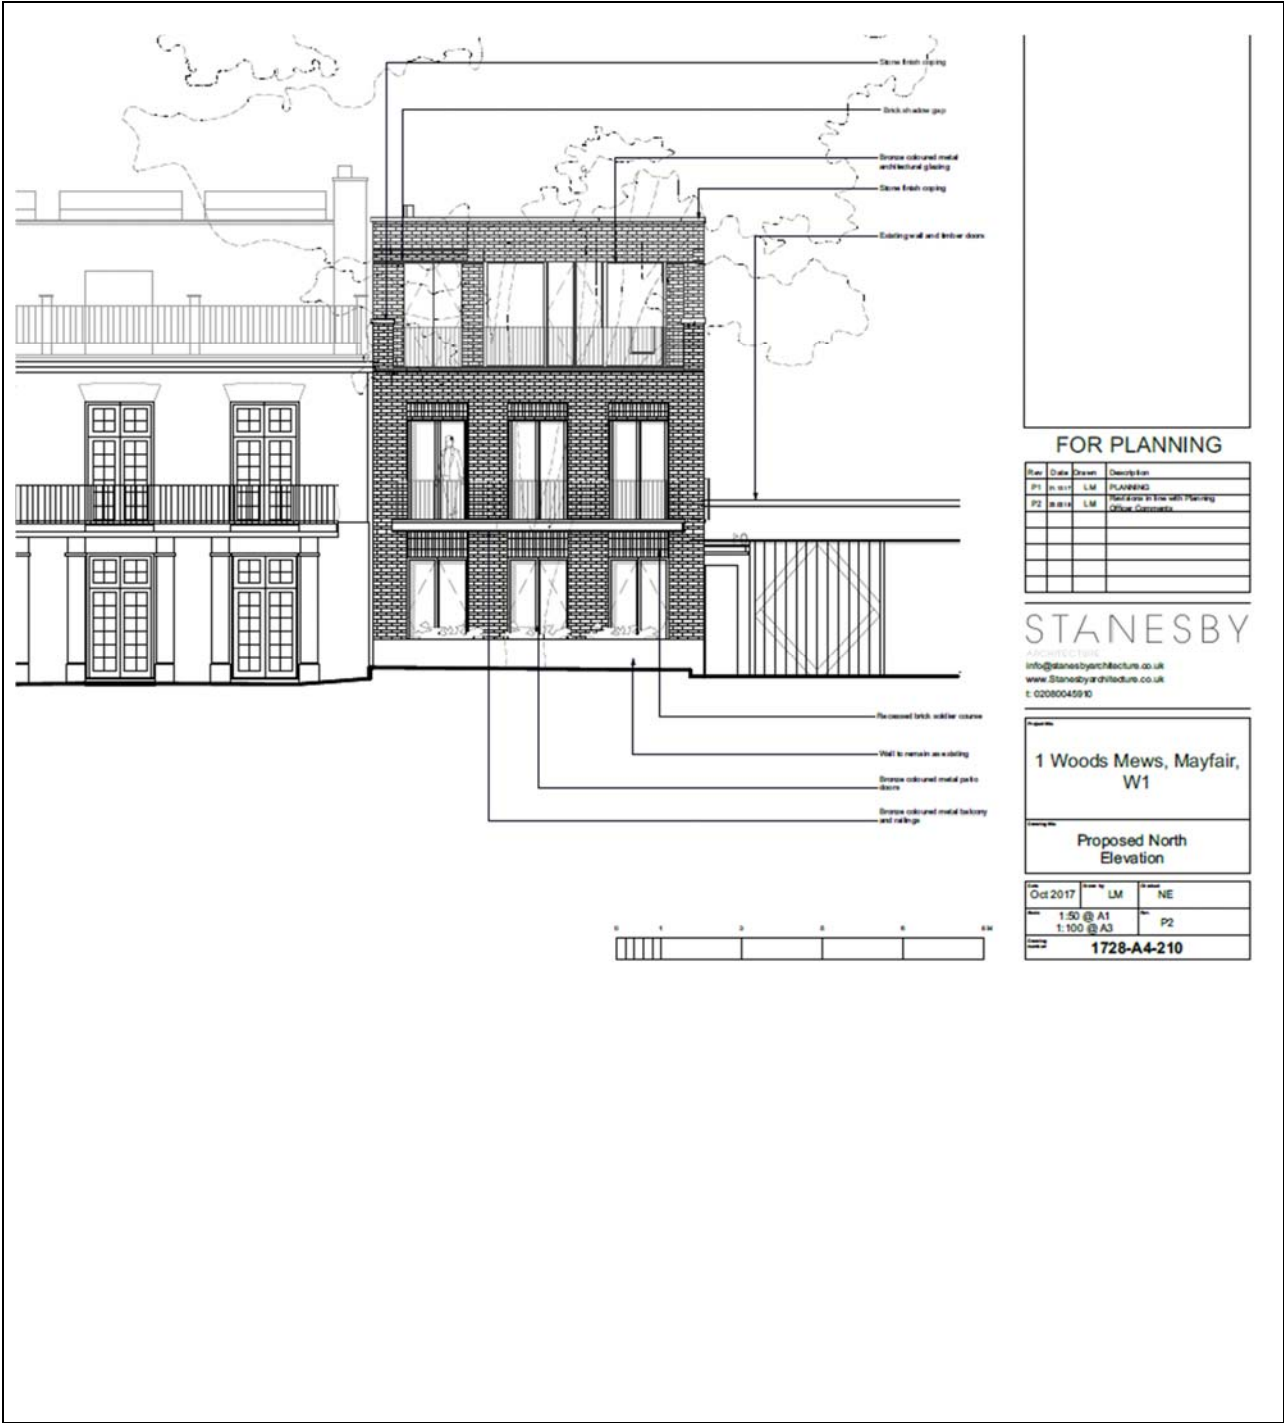 Stone finish coping
Brick shadow gap
Bronze coloured metal
architectural glazing
Stone finish coping
Existing wall and timber doors
Recessed brick soldier course
Wall to remain as existing
Bronze coloured metal patio
doors
Bronze coloured metal balcony
and railings
FOR PLANNING
Rev Date Drawn Description
P1 LM PLANNING
P2 LM Revisions in line with Planning
Officer Comments
STANESBY
ARCHITECTURE
info@stanesbyarchitecture.co.uk
www.Stanesbyarchitecture.co.uk
t: 02080045910
1 Woods Mews, Mayfair,
W1
Proposed North
Elevation
Oct 2017 LM NE
1:50 @ A1
1:100 @ A3
P2
1728-A4-210